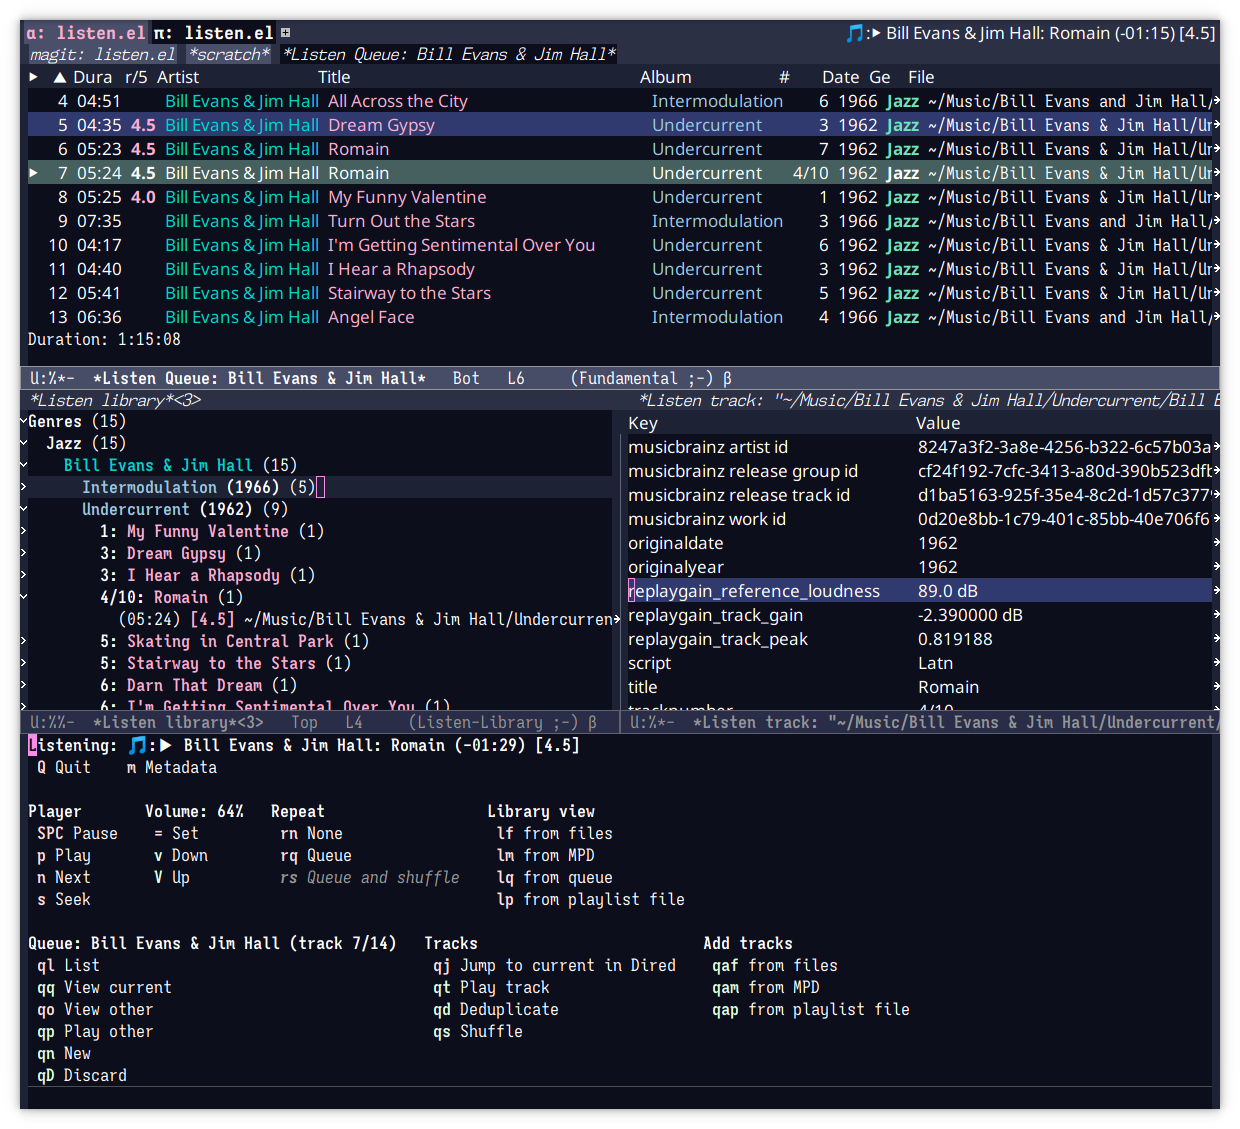 α: listen.el π: listen.el 🎵:▶ Bill Evans & Jim Hall: Romain (-01:15) [4.5]
magit: listen.el *scratch* *Listen Queue: Bill Evans & Jim Hall*
▶ ▲ Dura r/5 Artist Title Album # Date Ge File
4 04:51 Bill Evans & Jim Hall All Across the City Intermodulation 6 1966 Jazz ~/Music/Bill Evans and Jim Hall/
5 04:35 4.5 Bill Evans & Jim Hall Dream Gypsy Undercurrent 3 1962 Jazz ~/Music/Bill Evans & Jim Hall/Un
6 05:23 4.5 Bill Evans & Jim Hall Romain Undercurrent 7 1962 Jazz ~/Music/Bill Evans & Jim Hall/Un
▶ 7 05:24 4.5 Bill Evans & Jim Hall Romain Undercurrent 4/10 1962 Jazz ~/Music/Bill Evans & Jim Hall/Un
8 05:25 4.0 Bill Evans & Jim Hall My Funny Valentine Undercurrent 1 1962 Jazz ~/Music/Bill Evans & Jim Hall/Un
9 07:35 Bill Evans & Jim Hall Turn Out the Stars Intermodulation 3 1966 Jazz ~/Music/Bill Evans and Jim Hall/
10 04:17 Bill Evans & Jim Hall I'm Getting Sentimental Over You Undercurrent 6 1962 Jazz ~/Music/Bill Evans & Jim Hall/Un
11 04:40 Bill Evans & Jim Hall I Hear a Rhapsody Undercurrent 3 1962 Jazz ~/Music/Bill Evans & Jim Hall/Un
12 05:41 Bill Evans & Jim Hall Stairway to the Stars Undercurrent 5 1962 Jazz ~/Music/Bill Evans & Jim Hall/Un
13 06:36 Bill Evans & Jim Hall Angel Face Intermodulation 4 1966 Jazz ~/Music/Bill Evans and Jim Hall/
Duration: 1:15:08
U:%*- *Listen Queue: Bill Evans & Jim Hall* Bot L6 (Fundamental ;-) β
*Listen library*<3>
Genres (15)
Jazz (15)
Bill Evans & Jim Hall (15)
Intermodulation (1966) (5)
Undercurrent (1962) (9)
1: My Funny Valentine (1)
3: Dream Gypsy (1)
3: I Hear a Rhapsody (1)
4/10: Romain (1)
(05:24) [4.5] ~/Music/Bill Evans & Jim Hall/Undercurren
5: Skating in Central Park (1)
5: Stairway to the Stars (1)
6: Darn That Dream (1)
6: I'm Getting Sentimental Over You (1)
U:%%- *Listen library*<3> Top L4 (Listen-Library ;-) β
*Listen track: "~/Music/Bill Evans & Jim Hall/Undercurrent/Bill E
Key Value
musicbrainz artist id 8247a3f2-3a8e-4256-b322-6c57b03a
musicbrainz release group id cf24f192-7cfc-3413-a80d-390b523dfb
musicbrainz release track id d1ba5163-925f-35e4-8c2d-1d57c377
musicbrainz work id 0d20e8bb-1c79-401c-85bb-40e706f6
originaldate 1962
originalyear 1962
replaygain_reference_loudness 89.0 dB
replaygain_track_gain -2.390000 dB
replaygain_track_peak 0.819188
script Latn
title Romain
tracknumber 4/10
U:%*- *Listen track: "~/Music/Bill Evans & Jim Hall/Undercurrent/
Listening: 🎵:▶ Bill Evans & Jim Hall: Romain (-01:29) [4.5]
Q Quit m Metadata
Player Volume: 64% Repeat Library view
SPC Pause = Set rn None lf from files
p Play v Down rq Queue lm from MPD
n Next V Up rs Queue and shuffle lq from queue
s Seek lp from playlist file
Queue: Bill Evans & Jim Hall (track 7/14) Tracks Add tracks
ql List qj Jump to current in Dired qaf from files
qq View current qt Play track qam from MPD
qo View other qd Deduplicate qap from playlist file
qp Play other qs Shuffle
qn New
qD Discard